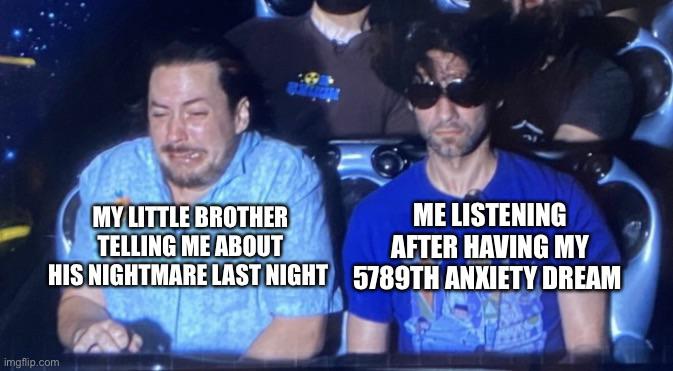 MY LITTLE BROTHER
TELLING ME ABOUT
HIS NIGHTMARE LAST NIGHT
ME LISTENING
AFTER HAVING MY
5789TH ANXIETY DREAM
imgflip.com